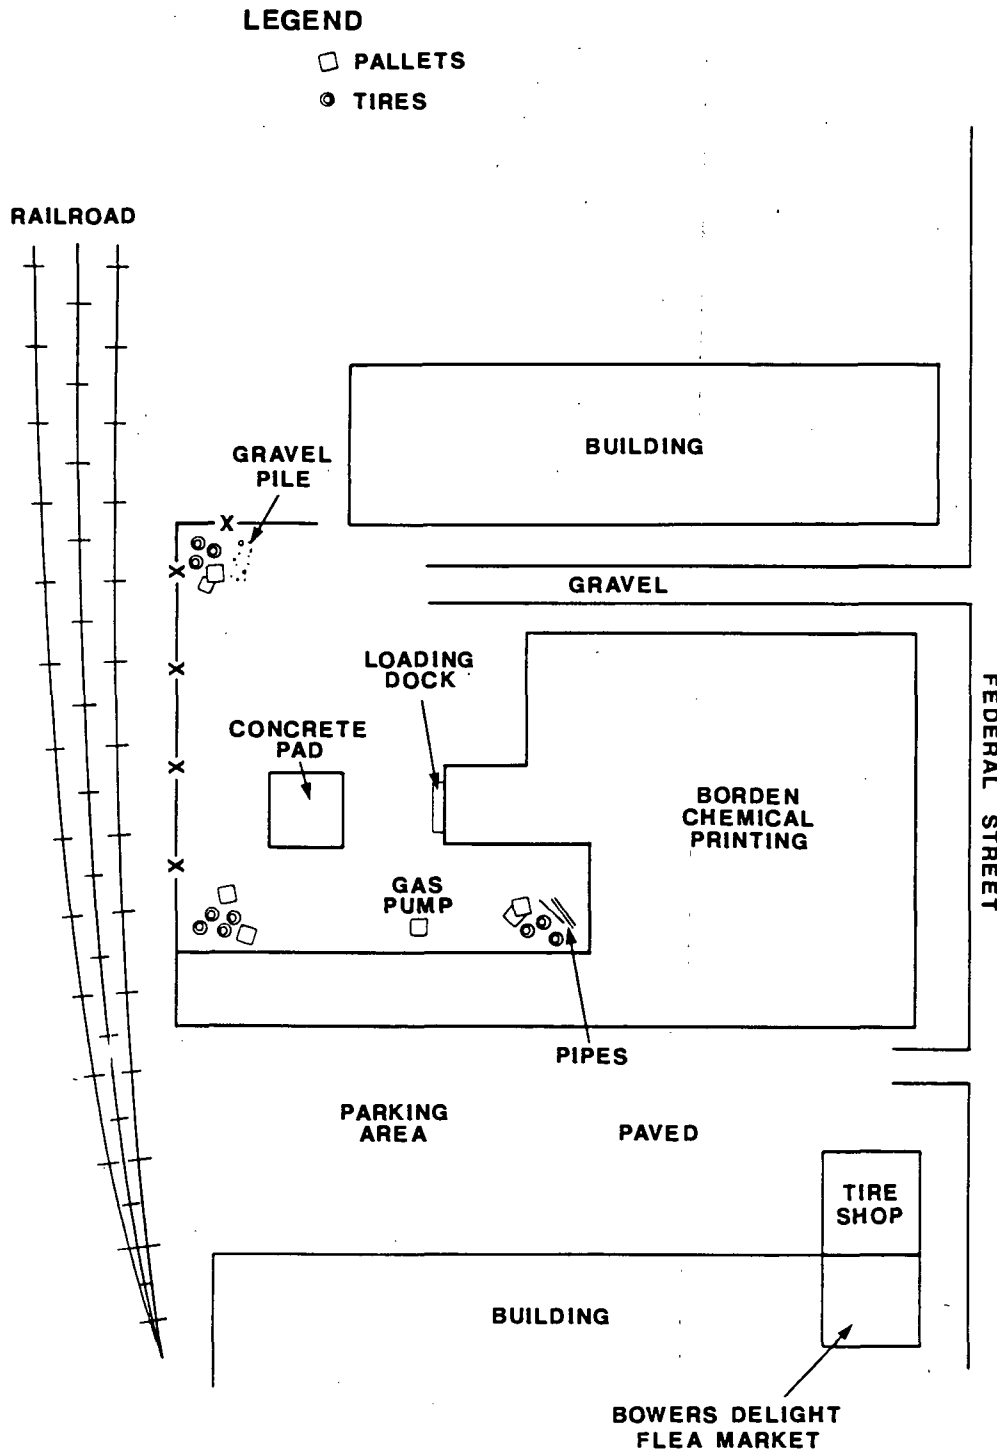 LEGEND
PALLETS
TIRES
RAILROAD
BUILDING
GRAVEL
PILE
X
X
GRAVEL
X
LOADING
DOCK
FEDERAL STREET
CONCRETE
PAD
X
BORDEN
CHEMICAL
PRINTING
X
GAS
PUMP
PIPES
PARKING
AREA
PAVED
TIRE
SHOP
BUILDING
BOWERS DELIGHT
FLEA MARKET